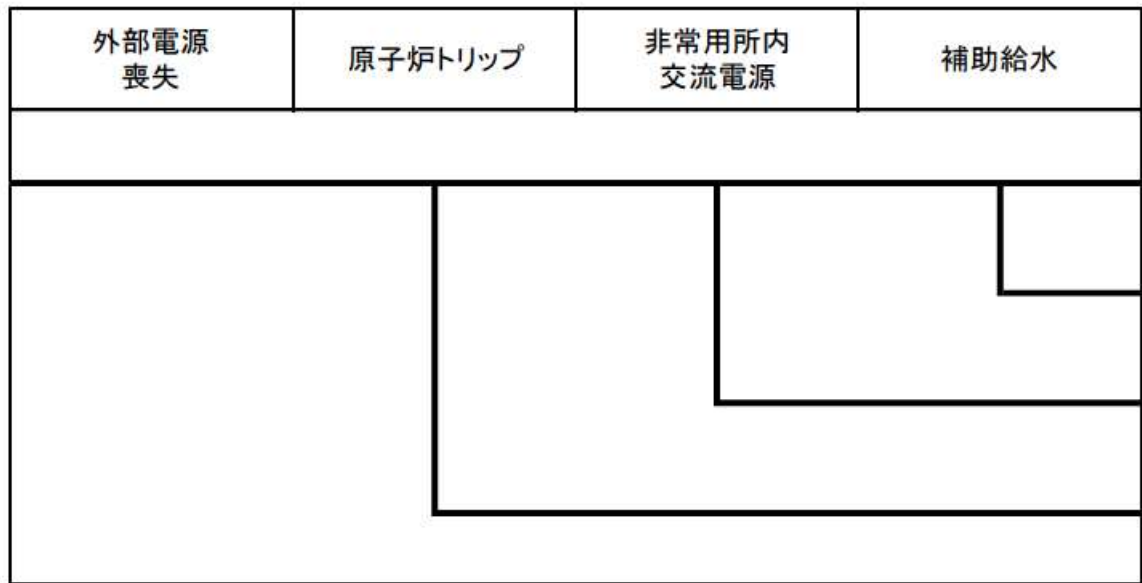 外部電源
喪失
原子炉トリップ
非常用所内
交流電源
補助給水